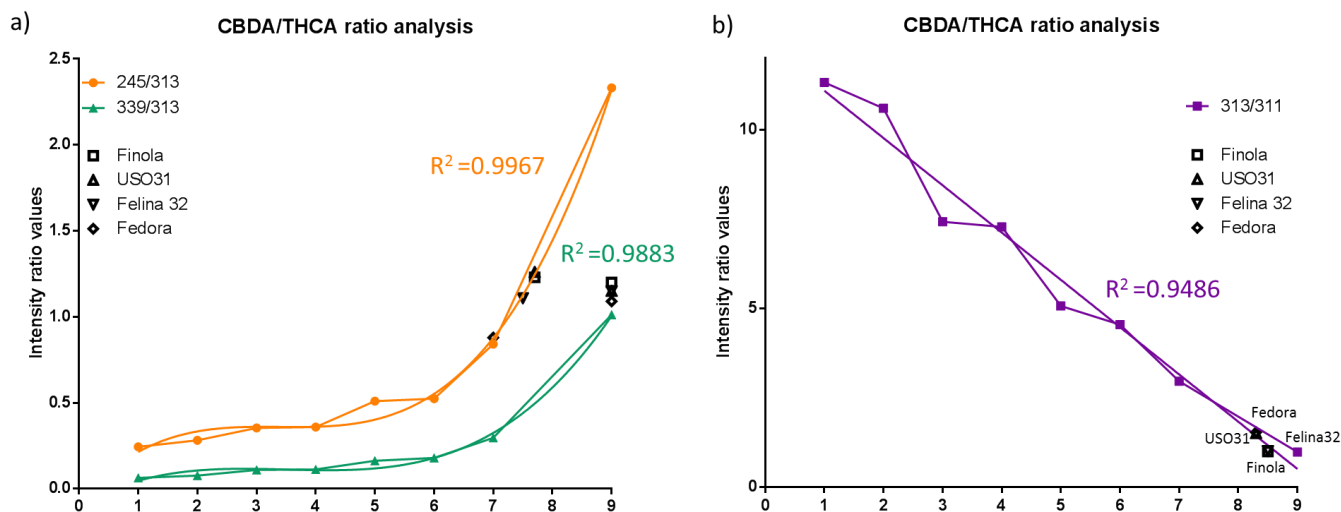 a)
CBDA/THCA ratio analysis
Intensity ratio values
2.5
2.0
1.5
1.0
0.5
0.0
245/313
339/313
Finola
USO31
Felina 32
Fedora
R² =0.9967
R² =0.9883
0 1 2 3 4 5 6 7 8 9
b)
CBDA/THCA ratio analysis
Intensity ratio values
10
5
0
313/311
Finola
USO31
Felina 32
Fedora
R² =0.9486
Fedora
USO31
Felina32
Finola
0 1 2 3 4 5 6 7 8 9